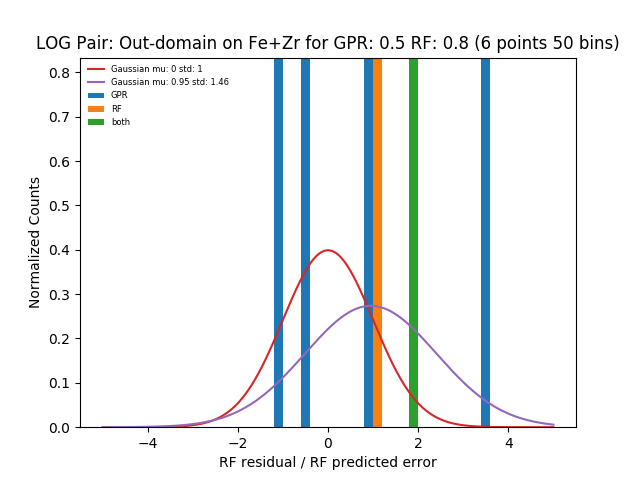 LOG Pair: Out-domain on Fe+Zr for GPR: 0.5 RF: 0.8 (6 points 50 bins)
Gaussian mu: 0 std: 1
Gaussian mu: 0.95 std: 1.46
GPR
RF
both
Normalized Counts
0.8
0.7
0.6
0.5
0.4
0.3
0.2
0.1
0.0
−4 −2 0 2 4
RF residual / RF predicted error